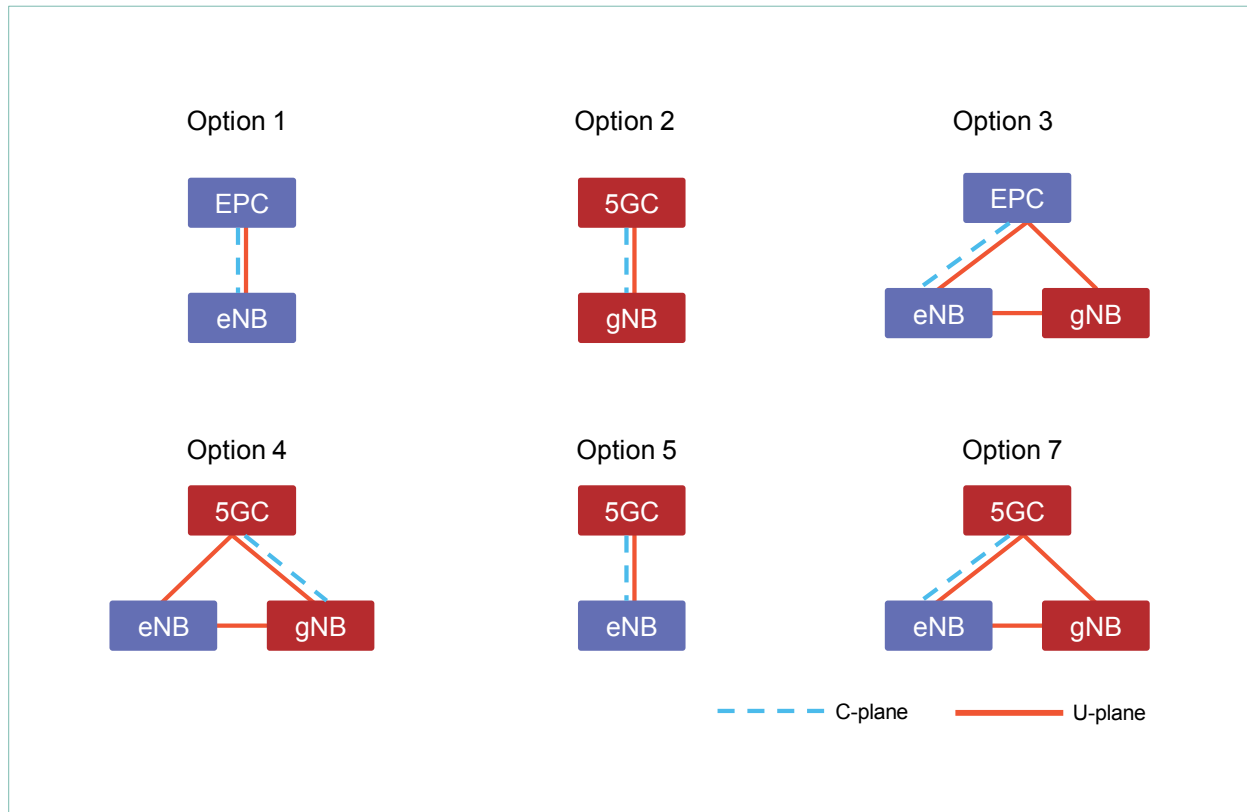 Option 1
EPC
eNB
Option 2
5GC
gNB
Option 3
EPC
eNB
gNB
Option 4
5GC
eNB
gNB
Option 5
5GC
eNB
Option 7
5GC
eNB
gNB
C-plane
U-plane